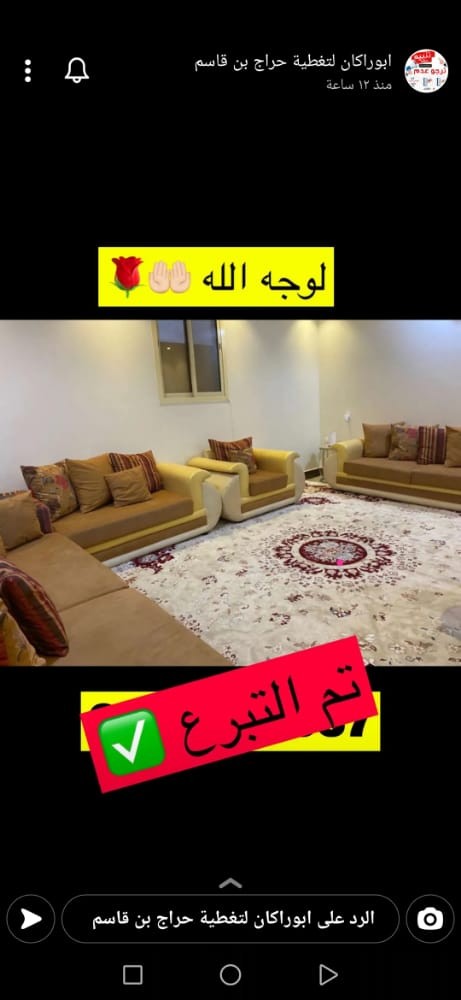 ابوراكان لتغطية حراج بن قاسم
منذ ١٢ ساعة
لوجه الله 🤲🏻🌹
تم التبرع ✅
الرد على ابوراكان لتغطية حراج بن قاسم